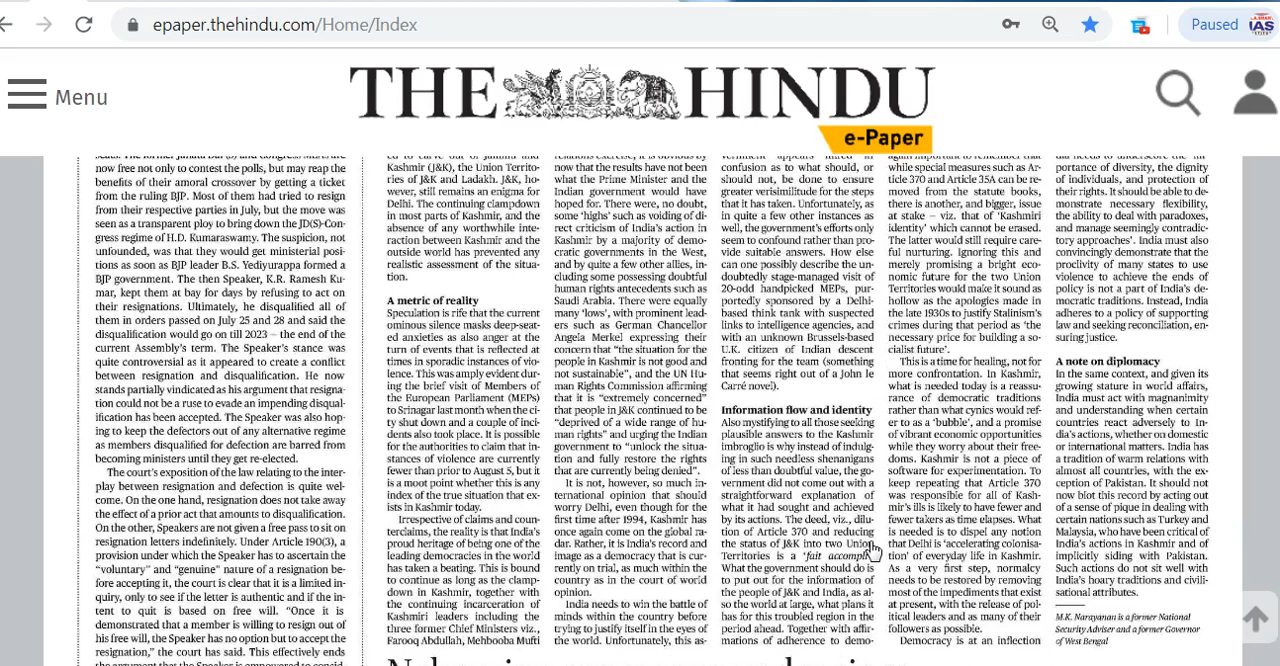 epaper.thehindu.com/Home/Index
Paused
IAS
Menu
THE HINDU
e-Paper
now free not only to contest the polls, but may reap the
benefits of their amoral crossover by getting a ticket
from the ruling BJP. Most of them had tried to resign
from their respective parties in July, but the move was
seen as a transparent ploy to bring down the JD(S)-Con-
gress regime of H.D. Kumaraswamy. The suspicion, not
unfounded, was that they would get ministerial posi-
tions as soon as BJP leader B.S. Yediyurappa formed a
BJP government. The then Speaker, K.R. Ramesh Ku-
mar, kept them at bay for days by refusing to act on
their resignations. Ultimately, he disqualified all of
them in orders passed on July 25 and 28 and said the
disqualification would go on till 2023 – the end of the
current Assembly's term. The Speaker's stance was
quite controversial as it appeared to create a conflict
between resignation and disqualification. He now
stands partially vindicated as his argument that resigna-
tion could not be a ruse to evade an impending disqual-
ification has been accepted. The Speaker was also hop-
ing to keep the defectors out of any alternative regime
as members disqualified for defection are barred from
becoming ministers until they get re-elected.
The court's exposition of the law relating to the inter-
play between resignation and defection is quite wel-
come. On the one hand, resignation does not take away
the effect of a prior act that amounts to disqualification.
On the other, Speakers are not given a free pass to sit on
resignation letters indefinitely. Under Article 190(3), a
provision under which the Speaker has to ascertain the
"voluntary" and "genuine" nature of a resignation be-
fore accepting it, the court is clear that it is a limited in-
quiry, only to see if the letter is authentic and if the in-
tent to quit is based on free will. "Once it is
demonstrated that a member is willing to resign out of
his free will, the Speaker has no option but to accept the
resignation," the court has said. This effectively ends
the argument that the Speaker is empowered to consid-
ed to carve out of Jammu and
Kashmir (J&K), the Union Territo-
ries of J&K and Ladakh. J&K, ho-
wever, still remains an enigma for
Delhi. The continuing clampdown
in most parts of Kashmir, and the
absence of any worthwhile inte-
raction between Kashmir and the
outside world has prevented any
realistic assessment of the situa-
tion.
A metric of reality
Speculation is rife that the current
ominous silence masks deep-seat-
ed anxieties as also anger at the
turn of events that is reflected at
times in sporadic instances of vio-
lence. This was amply evident dur-
ing the brief visit of Members of
the European Parliament (MEPs)
to Srinagar last month when the ci-
ty shut down and a couple of inci-
dents also took place. It is possible
for the authorities to claim that in-
stances of violence are currently
fewer than prior to August 5, but it
is a moot point whether this is any
index of the true situation that ex-
ists in Kashmir today.
Irrespective of claims and coun-
terclaims, the reality is that India's
proud heritage of being one of the
leading democracies in the world
has taken a beating. This is bound
to continue as long as the clamp-
down in Kashmir, together with
the continuing incarceration of
Kashmiri leaders including the
three former Chief Ministers viz.,
Farooq Abdullah, Mehbooba Mufti
relations exercise, it is obvious by
now that the results have not been
what the Prime Minister and the
Indian government would have
hoped for. There were, no doubt,
some 'highs' such as voiding of di-
rect criticism of India's action in
Kashmir by a majority of demo-
cratic governments in the West,
and by quite a few other allies, in-
cluding some possessing doubtful
human rights antecedents such as
Saudi Arabia. There were equally
many 'lows', with prominent lead-
ers such as German Chancellor
Angela Merkel expressing their
concern that "the situation for the
people in Kashmir is not good and
not sustainable", and the UN Hu-
man Rights Commission affirming
that it is "extremely concerned"
that people in J&K continued to be
"deprived of a wide range of hu-
man rights" and urging the Indian
government to "unlock the situa-
tion and fully restore the rights
that are currently being denied".
It is not, however, so much in-
ternational opinion that should
worry Delhi, even though for the
first time after 1994, Kashmir has
once again come on the global ra-
dar. Rather, it is India's record and
image as a democracy that is cur-
rently on trial, as much within the
country as in the court of world
opinion.
India needs to win the battle of
minds within the country before
trying to justify itself in the eyes of
the world. Unfortunately, this as-
vernment appears mired in
confusion as to what should, or
should not, be done to ensure
greater verisimilitude for the steps
that it has taken. Unfortunately, as
in quite a few other instances as
well, the government's efforts only
seem to confound rather than pro-
vide suitable answers. How else
can one possibly describe the un-
doubtedly stage-managed visit of
20-odd handpicked MEPs, pur-
portedly sponsored by a Delhi-
based think tank with suspected
links to intelligence agencies, and
with an unknown Brussels-based
U.K. citizen of Indian descent
fronting for the team (something
that seems right out of a John le
Carré novel).
Information flow and identity
Also mystifying to all those seeking
plausible answers to the Kashmir
imbroglio is why instead of indulg-
ing in such needless shenanigans
of less than doubtful value, the go-
vernment did not come out with a
straightforward explanation of
what it had sought and achieved
by its actions. The deed, viz., dilu-
tion of Article 370 and reducing
the status of J&K into two Union
Territories is a 'fait accompli'.
What the government should do is
to put out for the information of
the people of J&K and India, as al-
so the world at large, what plans it
has for this troubled region in the
period ahead. Together with affir-
mations of adherence to demo-
again important to remember that
while special measures such as Ar-
ticle 370 and Article 35A can be re-
moved from the statute books,
there is another, and bigger, issue
at stake – viz. that of 'Kashmiri
identity' which cannot be erased.
The latter would still require care-
ful nurturing. Ignoring this and
merely promising a bright eco-
nomic future for the two Union
Territories would make it sound as
hollow as the apologies made in
the late 1930s to justify Stalinism's
crimes during that period as 'the
necessary price for building a so-
cialist future'.
This is a time for healing, not for
more confrontation. In Kashmir,
what is needed today is a reassu-
rance of democratic traditions
rather than what cynics would ref-
er to as a 'bubble', and a promise
of vibrant economic opportunities
while they worry about their free-
doms. Kashmir is not a piece of
software for experimentation. To
keep repeating that Article 370
was responsible for all of Kash-
mir's ills is likely to have fewer and
fewer takers as time elapses. What
is needed is to dispel any notion
that Delhi is 'accelerating colonisa-
tion' of everyday life in Kashmir.
As a very first step, normalcy
needs to be restored by removing
most of the impediments that exist
at present, with the release of pol-
itical leaders and as many of their
followers as possible.
Democracy is at an inflection
dia needs to underscore the im-
portance of diversity, the dignity
of individuals, and protection of
their rights. It should be able to de-
monstrate necessary flexibility,
the ability to deal with paradoxes,
and manage seemingly contradic-
tory approaches'. India must also
convincingly demonstrate that the
proclivity of many states to use
violence to achieve the ends of
policy is not a part of India's de-
mocratic traditions. Instead, India
adheres to a policy of supporting
law and seeking reconciliation, en-
suring justice.
A note on diplomacy
In the same context, and given its
growing stature in world affairs,
India must act with magnanimity
and understanding when certain
countries react adversely to In-
dia's actions, whether on domestic
or international matters. India has
a tradition of warm relations with
almost all countries, with the ex-
ception of Pakistan. It should not
now blot this record by acting out
of a sense of pique in dealing with
certain nations such as Turkey and
Malaysia, who have been critical of
India's actions in Kashmir and of
implicitly siding with Pakistan.
Such actions do not sit well with
India's hoary traditions and civili-
sational attributes.
M.K. Narayanan is a former National
Security Adviser and a former Governor
of West Bengal